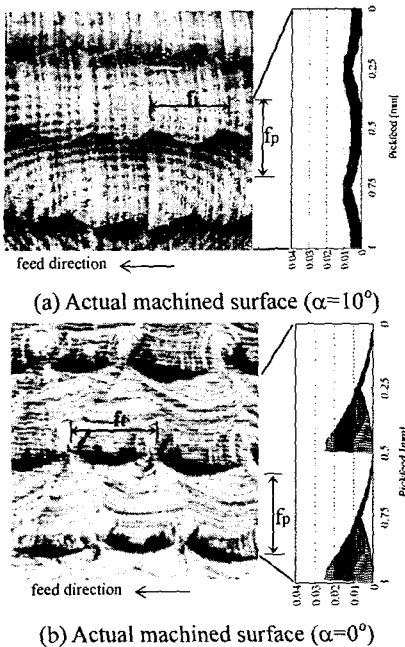 0
0.25
0.5
0.75
1
Pickfeed [mm]
0.04
0.03
0.02
0.01
0
ft
fp
feed direction
(a) Actual machined surface (α=10°)
0
0.25
0.5
0.75
1
Pickfeed [mm]
0.04
0.03
0.02
0.01
0
ft
fp
feed direction
(b) Actual machined surface (α=0°)